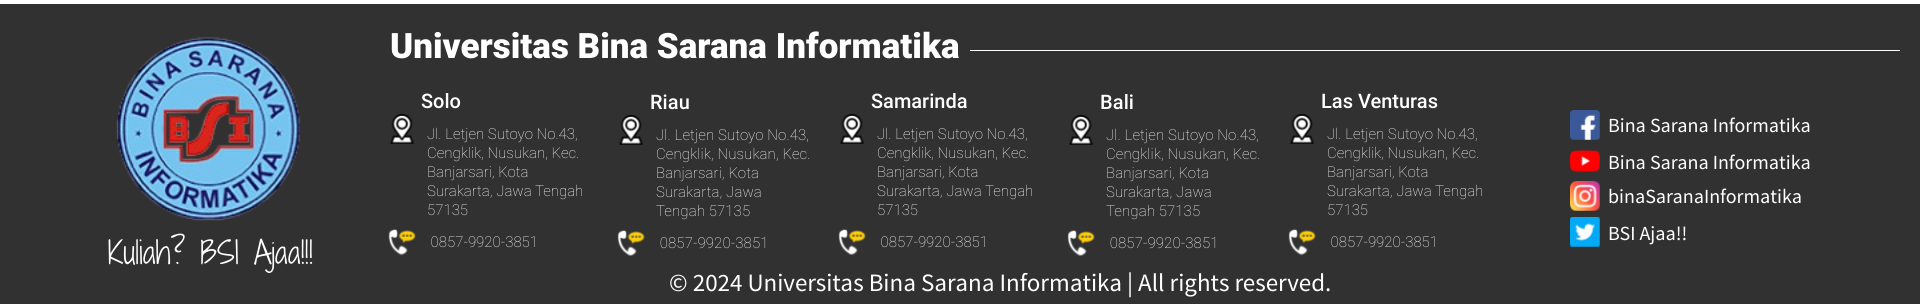 BINA SARANA
BSI
INFORMATIKA
Kuliah? BSI Ajaa!!!
Universitas Bina Sarana Informatika
Solo
Jl. Letjen Sutoyo No.43,
Cengklik, Nusukan, Kec.
Banjarsari, Kota
Surakarta, Jawa Tengah
57135
0857-9920-3851
Riau
Jl. Letjen Sutoyo No.43,
Cengklik, Nusukan, Kec.
Banjarsari, Kota
Surakarta, Jawa
Tengah 57135
0857-9920-3851
Samarinda
Jl. Letjen Sutoyo No.43,
Cengklik, Nusukan, Kec.
Banjarsari, Kota
Surakarta, Jawa Tengah
57135
0857-9920-3851
Bali
Jl. Letjen Sutoyo No.43,
Cengklik, Nusukan, Kec.
Banjarsari, Kota
Surakarta, Jawa
Tengah 57135
0857-9920-3851
Las Venturas
Jl. Letjen Sutoyo No.43,
Cengklik, Nusukan, Kec.
Banjarsari, Kota
Surakarta, Jawa Tengah
57135
0857-9920-3851
Bina Sarana Informatika
Bina Sarana Informatika
binaSaranaInformatika
BSI Ajaa!!
© 2024 Universitas Bina Sarana Informatika | All rights reserved.